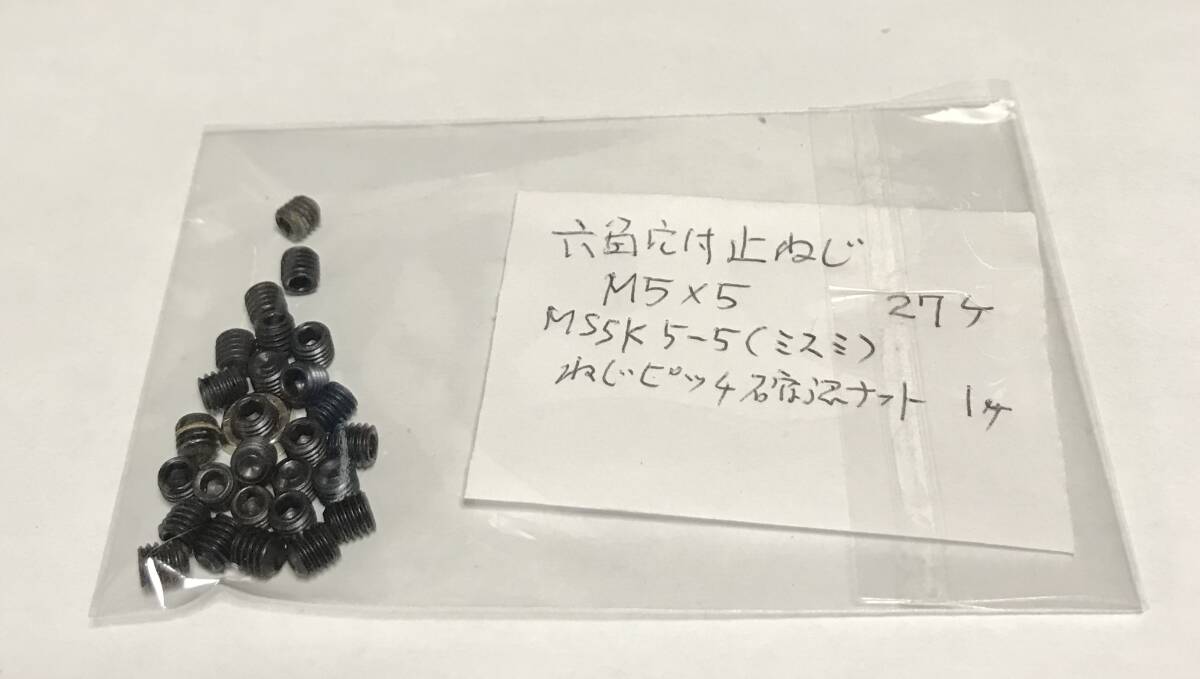 六角穴付止ねじ
M5×5 27ケ
MSSK5-5(ミスミ)
ねじピッチ確認ナット 1ケ